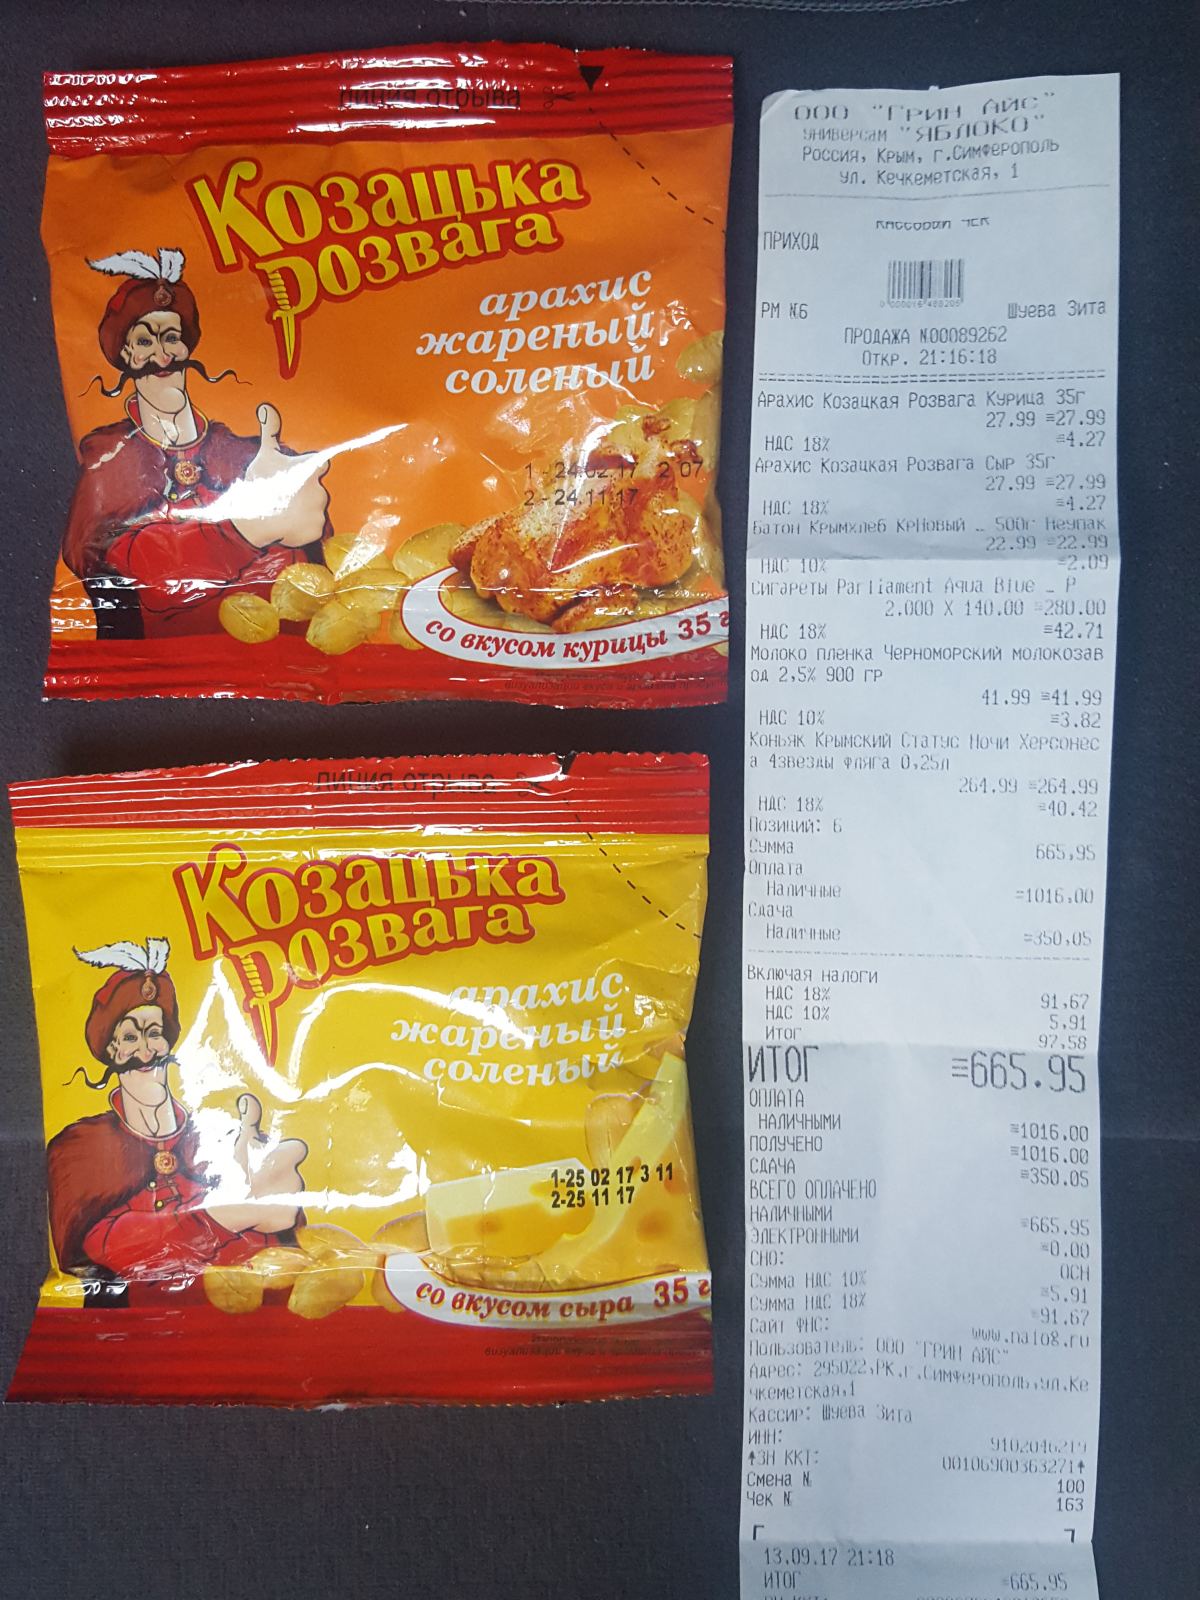 линия отрыва
Козацька
розвага
арахис
жареный
соленый
1 - 24.02.17 2 07
2 - 24.11.17
со вкусом курицы 35 г
линия отрыва
Козацька
розвага
арахис
жареный
соленый
1-25 02 17 3 11
2-25 11 17
со вкусом сыра 35 г
ООО "ГРИН АЙС"
УНИВЕРСАМ "ЯБЛОКО"
Россия, Крым, г.Симферополь
ул. Кечкеметская, 1
КАССОВЫЙ ЧЕК
ПРИХОД
РМ №6 Шуева Зита
ПРОДАЖА №00089262
Откр. 21:16:18
Арахис Козацкая Розвага Курица 35г
27.99 ≡27.99
НДС 18% ≡4.27
Арахис Козацкая Розвага Сыр 35г
27.99 ≡27.99
НДС 18% ≡4.27
Батон Крымхлеб КрНовый _ 500г Неупак
22.99 ≡22.99
НДС 10% ≡2.09
Сигареты Parliament Aqua Blue _ P
2.000 X 140.00 ≡280.00
НДС 18% ≡42.71
Молоко пленка Черноморский молокозав
од 2,5% 900 гр
41.99 ≡41.99
НДС 10% ≡3.82
Коньяк Крымский Статус Ночи Херсонес
а 4звезды фляга 0,25л
264.99 ≡264.99
НДС 18% ≡40.42
Позиций: 6
Сумма 665,95
Оплата
Наличные ≡1016,00
Сдача
Наличные ≡350,05
Включая налоги
НДС 18% 91,67
НДС 10% 5,91
Итог 97,58
ИТОГ ≡665.95
ОПЛАТА
НАЛИЧНЫМИ ≡1016.00
ПОЛУЧЕНО ≡1016.00
СДАЧА ≡350.05
ВСЕГО ОПЛАЧЕНО
НАЛИЧНЫМИ ≡665.95
ЭЛЕКТРОННЫМИ ≡0.00
СНО: ОСН
Сумма НДС 10% ≡5.91
Сумма НДС 18% ≡91.67
Сайт ФНС: www.nalog.ru
Пользователь: ООО "ГРИН АЙС"
Адрес: 295022,РК,г.Симферополь,ул.Ке
чкеметская,1
Кассир: Шуева Зита
ИНН: 9102046219
↑ЗН ККТ: 00106900363271↑
Смена № 100
Чек № 163
13.09.17 21:18
ИТОГ ≡665.95